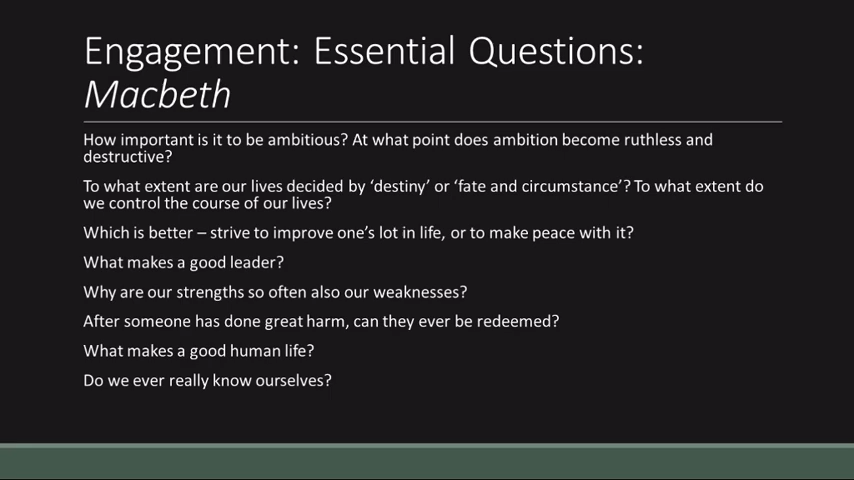 Engagement: Essential Questions:
Macbeth
How important is it to be ambitious? At what point does ambition become ruthless and
destructive?
To what extent are our lives decided by ‘destiny’ or ‘fate and circumstance’? To what extent do
we control the course of our lives?
Which is better – strive to improve one’s lot in life, or to make peace with it?
What makes a good leader?
Why are our strengths so often also our weaknesses?
After someone has done great harm, can they ever be redeemed?
What makes a good human life?
Do we ever really know ourselves?